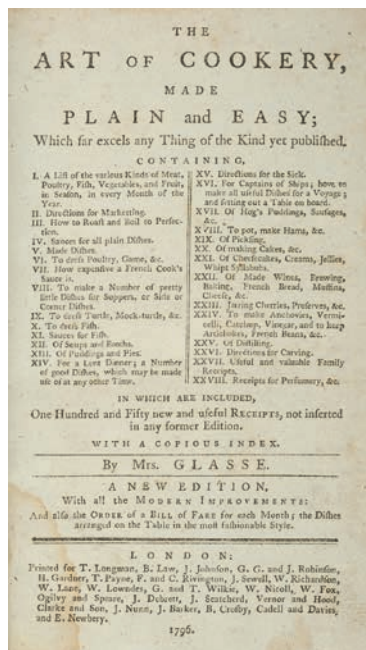 THE
ART OF COOKERY,
MADE
PLAIN and EASY;
Which far excels any Thing of the Kind yet published.
CONTAINING,
I. A List of the various Kinds of Meat,
Poultry, Fish, Vegetables, and Fruit,
in Season, in every Month of the
Year.
II. Directions for Marketing.
III. How to Roast and Boil to Perfec-
tion.
IV. Sauces for all plain Dishes.
V. Made Dishes.
VI. To dress Poultry, Game, &c.
VII. How expensive a French Cook's
Sauce is.
VIII. To make a Number of pretty
little Dishes for Suppers, or Side or
Corner Dishes.
IX. To dress Turtle, Mock-turtle, &c.
X. To dress Fish.
XI. Sauces for Fish.
XII. Of Soups and Broths.
XIII. Of Puddings and Pies.
XIV. For a Lent Dinner; a Number
of good Dishes, which may be made
use of at any other Time.
XV. Directions for the Sick.
XVI. For Captains of Ships; how to
make all useful Dishes for a Voyage;
and setting out a Table on board.
XVII. Of Hog's Puddings, Sausages,
&c.
XVIII. To pot, make Hams, &c.
XIX. Of Pickling.
XX. Of making Cakes, &c.
XXI. Of Cheesecakes, Creams, Jellies,
Whipt Syllabubs.
XXII. Of Made Wines, Brewing,
Baking, French Bread, Muffins,
Cheese, &c.
XXIII. Jarring Cherries, Preserves, &c.
XXIV. To make Anchovies, Vermi-
celli, Catchup, Vinegar, and to keep
Artichokes, French Beans, &c.
XXV. Of Distilling.
XXVI. Directions for Carving.
XXVII. Useful and valuable Family
Receipts.
XXVIII. Receipts for Perfumery, &c.
IN WHICH ARE INCLUDED,
One Hundred and Fifty new and useful RECEIPTS, not inserted
in any former Edition.
WITH A COPIOUS INDEX.
By Mrs. GLASSE.
A NEW EDITION,
With all the MODERN IMPROVEMENTS:
And also the ORDER of a BILL of FARE for each Month; the Dishes
arranged on the Table in the most fashionable Style.
LONDON:
Printed for T. Longman, B. Law, J. Johnson, G. G. and J. Robinson,
H. Gardner, T. Payne, F. and C. Rivington, J. Sewell, W. Richardson,
W. Lane, W. Lowndes, G. and T. Wilkie, W. Nicoll, W. Fox,
Ogilvy and Speare, J. Debrett, J. Scatcherd, Vernor and Hood,
Clarke and Son, J. Nunn, J. Barker, B. Crosby, Cadell and Davies,
and E. Newbery.
1796.